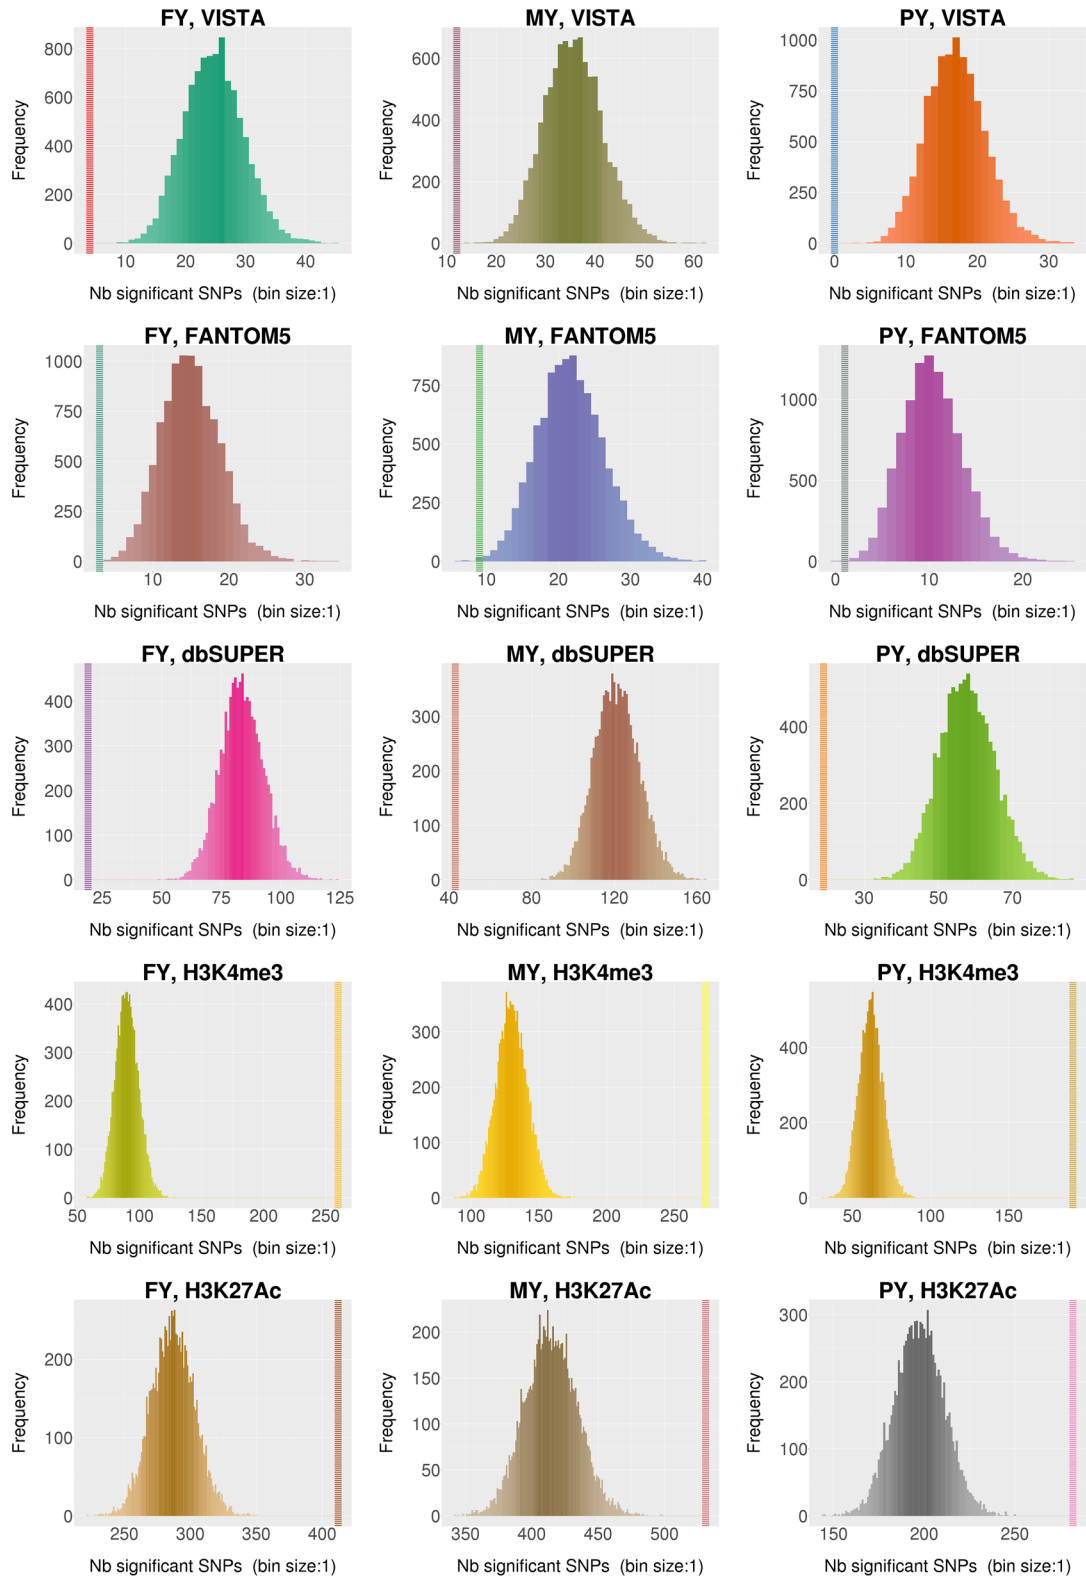 FY, VISTA
MY, VISTA
PY, VISTA
Frequency
800
600
400
200
0
10
20
30
40
Nb significant SNPs (bin size:1)
Frequency
600
400
200
0
10
20
30
40
50
60
Nb significant SNPs (bin size:1)
Frequency
1000
750
500
250
0
0
10
20
30
Nb significant SNPs (bin size:1)
FY, FANTOM5
MY, FANTOM5
PY, FANTOM5
Frequency
1000
750
500
250
0
10
20
30
Nb significant SNPs (bin size:1)
Frequency
750
500
250
0
10
20
30
40
Nb significant SNPs (bin size:1)
Frequency
1000
500
0
0
10
20
Nb significant SNPs (bin size:1)
FY, dbSUPER
MY, dbSUPER
PY, dbSUPER
Frequency
400
300
200
100
0
25
50
75
100
125
Nb significant SNPs (bin size:1)
Frequency
300
200
100
0
40
80
120
160
Nb significant SNPs (bin size:1)
Frequency
400
200
0
30
50
70
Nb significant SNPs (bin size:1)
FY, H3K4me3
MY, H3K4me3
PY, H3K4me3
Frequency
400
300
200
100
0
50
100
150
200
250
Nb significant SNPs (bin size:1)
Frequency
300
200
100
0
100
150
200
250
Nb significant SNPs (bin size:1)
Frequency
400
200
0
50
100
150
Nb significant SNPs (bin size:1)
FY, H3K27Ac
MY, H3K27Ac
PY, H3K27Ac
Frequency
200
100
0
250
300
350
400
Nb significant SNPs (bin size:1)
Frequency
200
150
100
50
0
350
400
450
500
Nb significant SNPs (bin size:1)
Frequency
300
200
100
0
150
200
250
Nb significant SNPs (bin size:1)